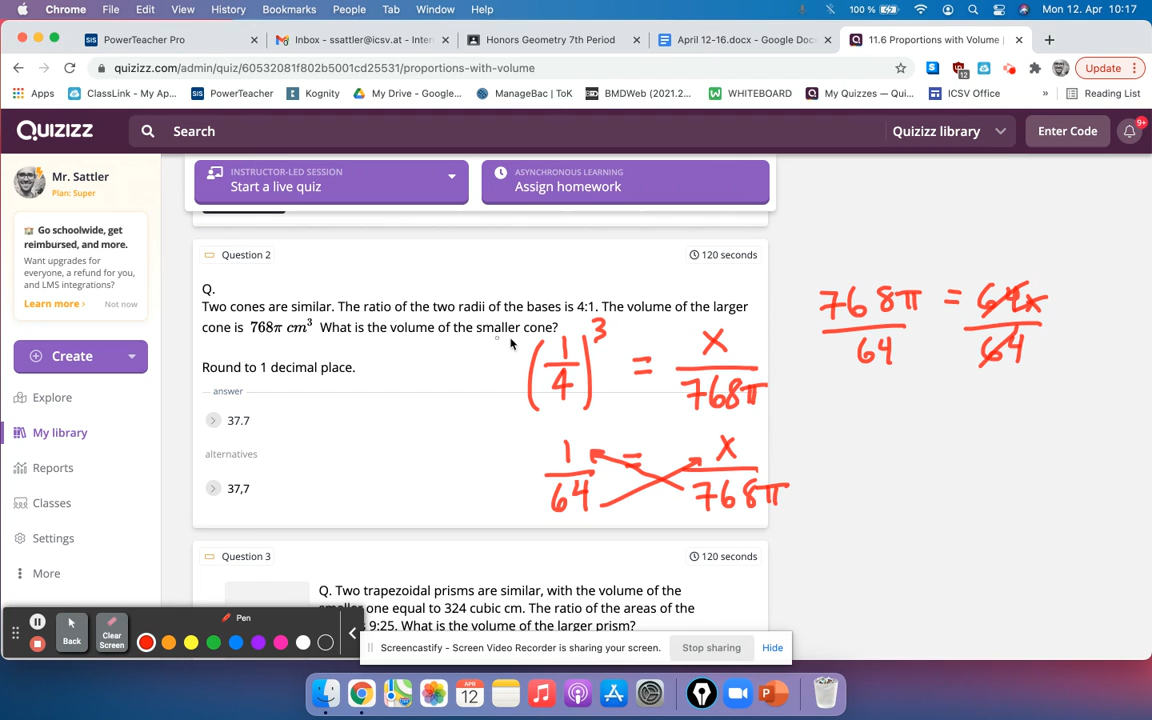 Chrome File Edit View History Bookmarks People Tab Window Help 100 % Mon 12. Apr 10:17
PowerTeacher Pro × Inbox - ssattler@icsv.at - Inter × Honors Geometry 7th Period × April 12-16.docx - Google Docs × 11.6 Proportions with Volume | × +
quizizz.com/admin/quiz/60532081f802b5001cd25531/proportions-with-volume 12 Update
Apps ClassLink - My Ap... PowerTeacher Kognity My Drive - Google... ManageBac | ToK BMDWeb (2021.2... WHITEBOARD My Quizzes — Qui... ICSV Office » Reading List
Quizizz Search Quizizz library Enter Code 9+
Mr. Sattler
Plan: Super
Go schoolwide, get
reimbursed, and more.
Want upgrades for
everyone, a refund for you,
and LMS integrations?
Learn more > Not now
Create
Explore
My library
Reports
Classes
Settings
More
INSTRUCTOR-LED SESSION
Start a live quiz
ASYNCHRONOUS LEARNING
Assign homework
Question 2 120 seconds
Q.
Two cones are similar. The ratio of the two radii of the bases is 4:1. The volume of the larger
cone is 768π cm³ What is the volume of the smaller cone?
Round to 1 decimal place.
answer
37.7
alternatives
37,7
(1/4)³ = x/768π
1/64 = x/768π
768π/64 = 64x/64
Question 3 120 seconds
Q. Two trapezoidal prisms are similar, with the volume of the
smaller one equal to 324 cubic cm. The ratio of the areas of the
9:25. What is the volume of the larger prism?
Back
Clear
Screen
Pen
Screencastify - Screen Video Recorder is sharing your screen. Stop sharing Hide
APR
12